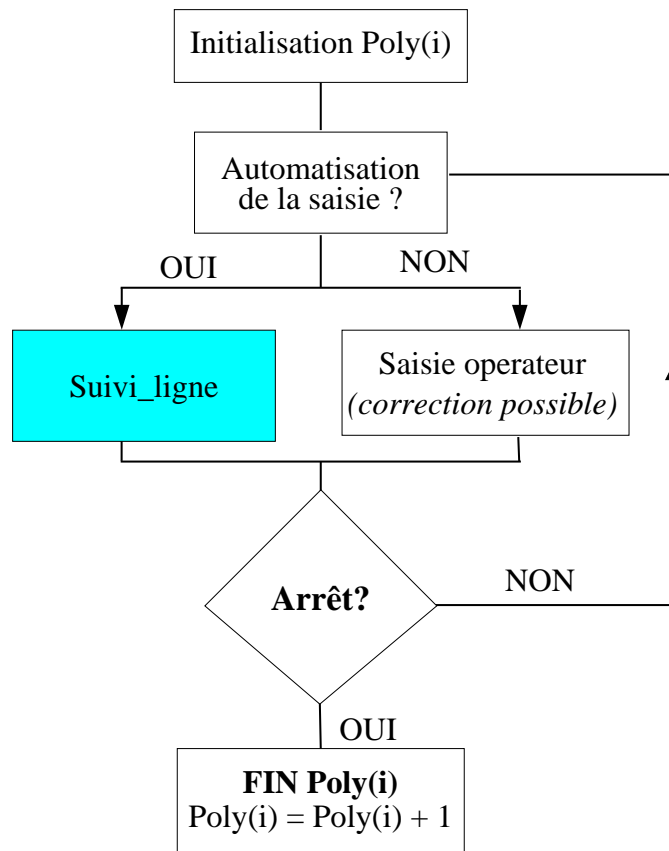 Initialisation Poly(i)
Automatisation
de la saisie ?
OUI
NON
Suivi_ligne
Saisie operateur
(correction possible)
Arrêt?
NON
OUI
FIN Poly(i)
Poly(i) = Poly(i) + 1